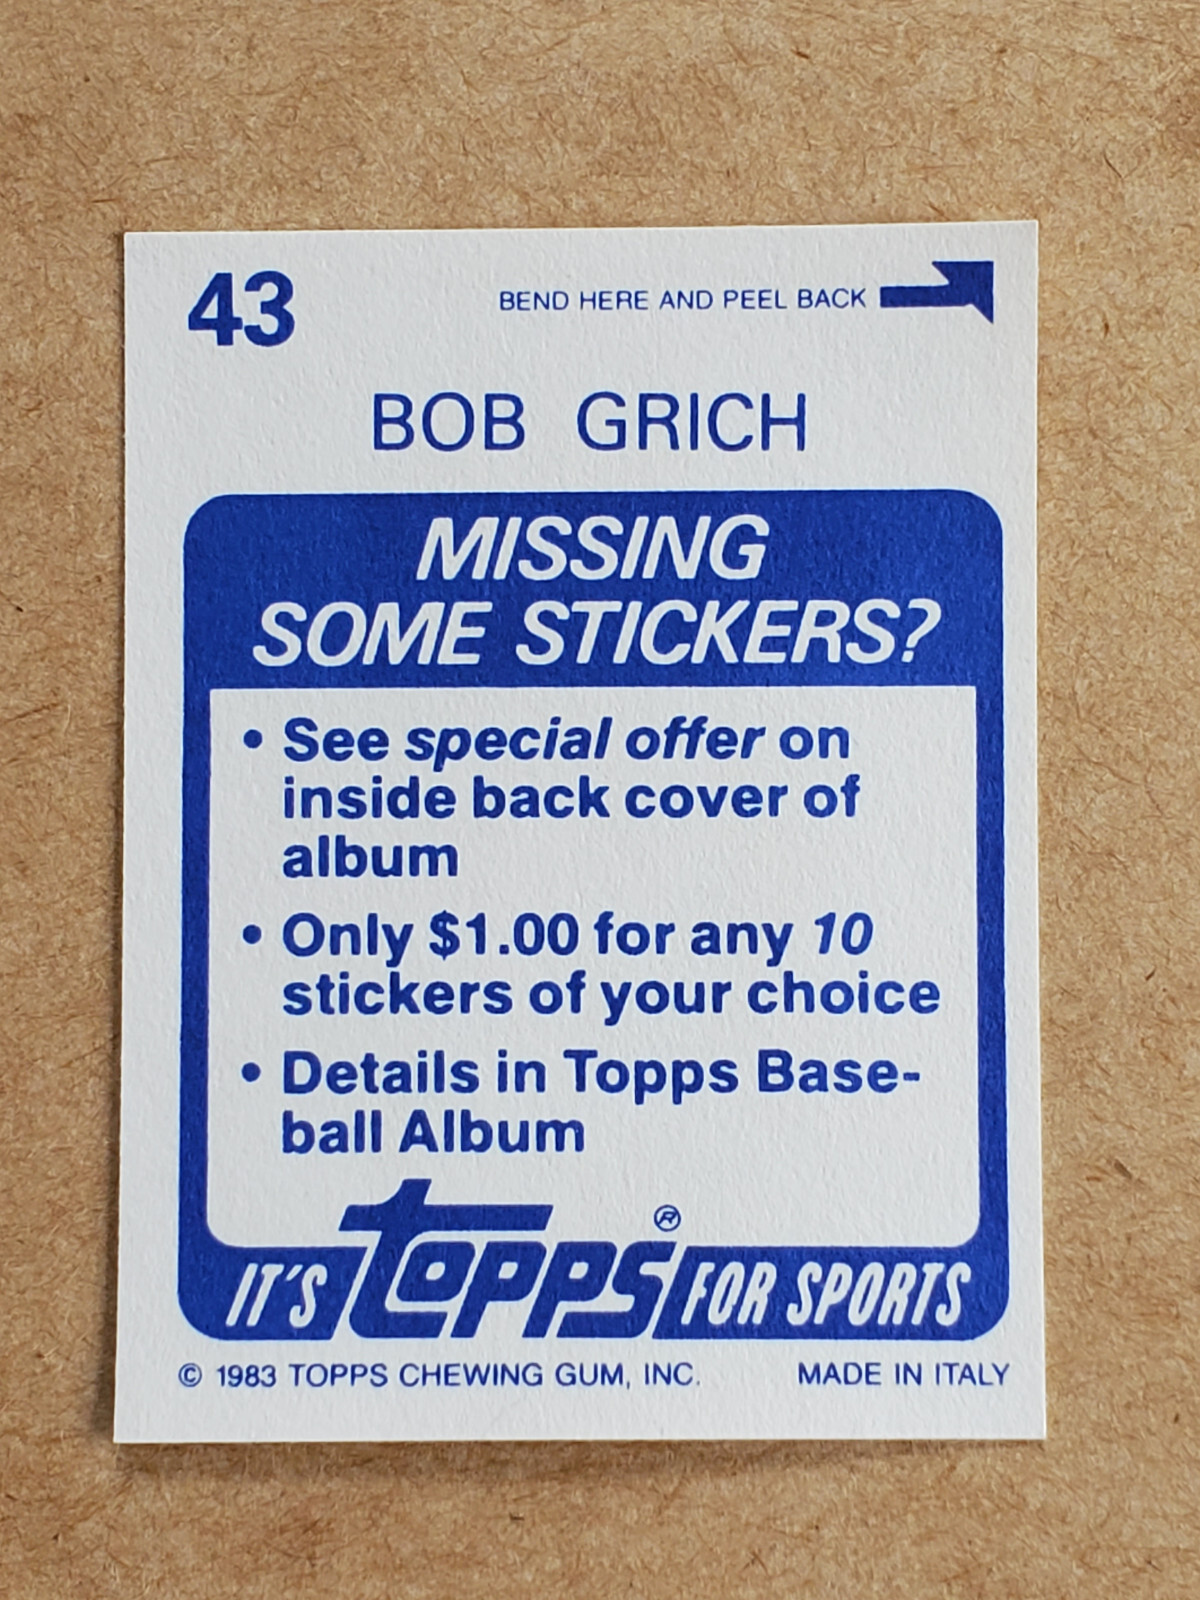 43
BEND HERE AND PEEL BACK
BOB GRICH
MISSING
SOME STICKERS?
• See special offer on
inside back cover of
album
• Only $1.00 for any 10
stickers of your choice
• Details in Topps Base-
ball Album
IT'S topps® FOR SPORTS
© 1983 TOPPS CHEWING GUM, INC. MADE IN ITALY